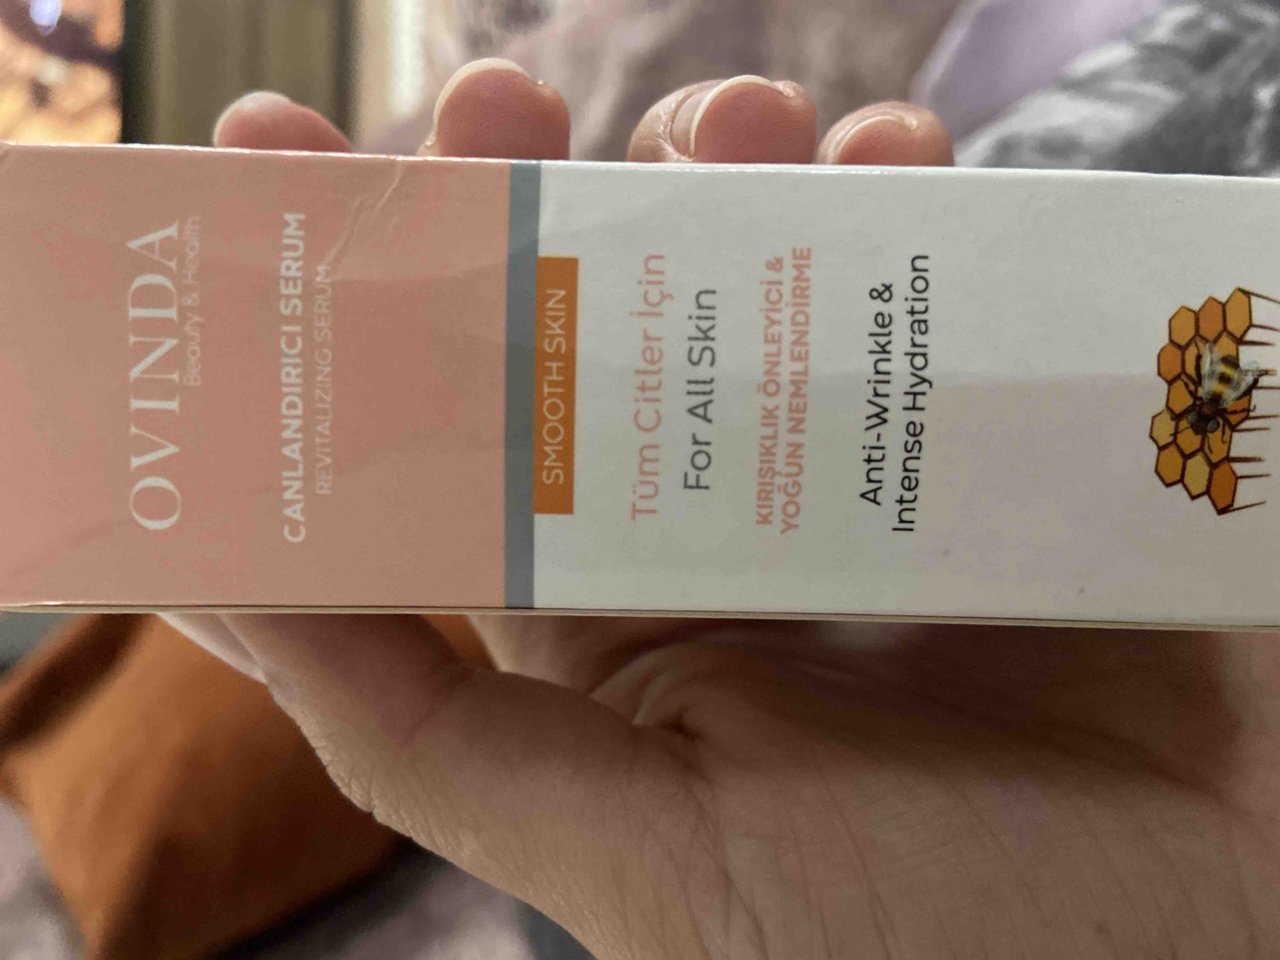 OVINDA
Beauty & Health
CANLANDIRICI SERUM
REVITALIZING SERUM
SMOOTH SKIN
Tüm Citler İçin
For All Skin
KIRIŞIKLIK ÖNLEYİCİ &
YOĞUN NEMLENDİRME
Anti-Wrinkle &
Intense Hydration